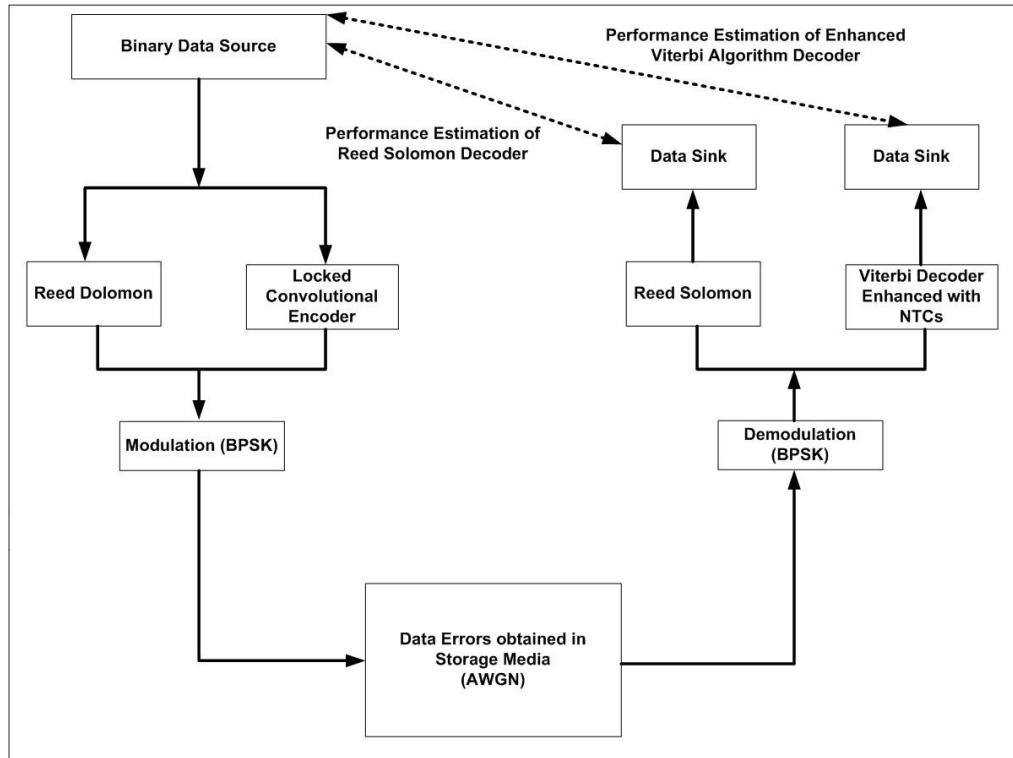 Binary Data Source
Performance Estimation of Enhanced
Viterbi Algorithm Decoder
Performance Estimation of
Reed Solomon Decoder
Data Sink
Data Sink
Reed Dolomon
Locked
Convolutional
Encoder
Reed Solomon
Viterbi Decoder
Enhanced with
NTCs
Modulation (BPSK)
Demodulation
(BPSK)
Data Errors obtained in
Storage Media
(AWGN)